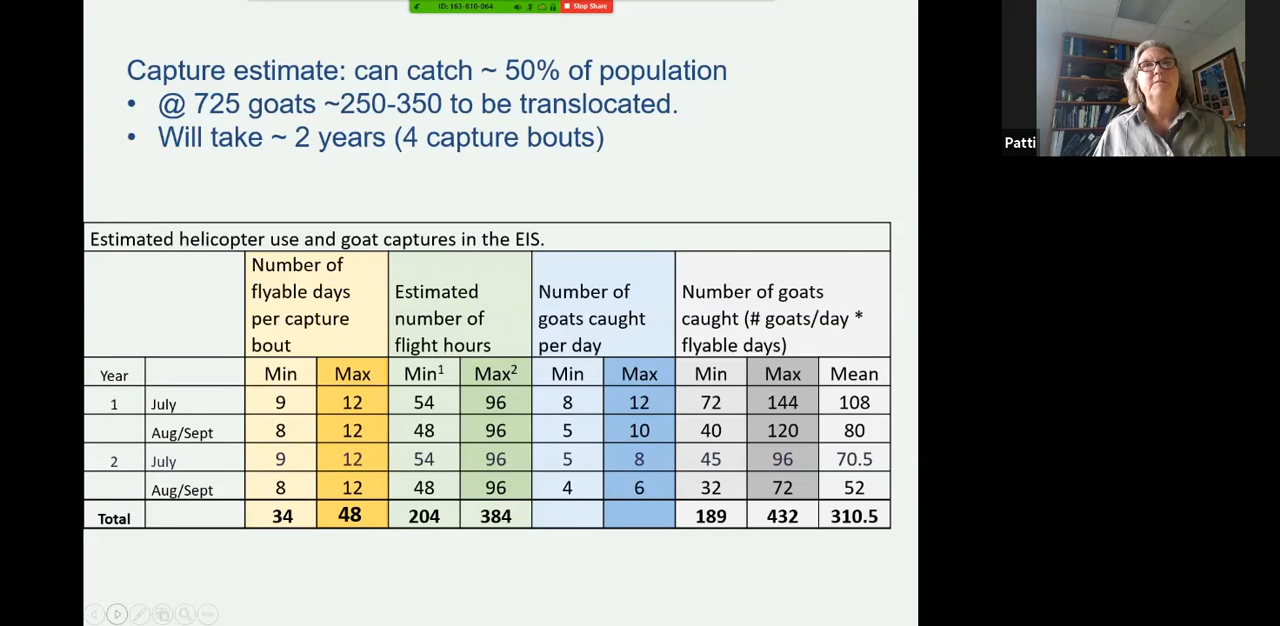 ID: 163-810-064 Stop Share
Capture estimate: can catch ~ 50% of population
• @ 725 goats ~250-350 to be translocated.
• Will take ~ 2 years (4 capture bouts)
Patti
Estimated helicopter use and goat captures in the EIS.
Number of flyable days per capture bout Estimated number of flight hours Number of goats caught per day Number of goats caught (# goats/day * flyable days)
Year Min Max Min¹ Max² Min Max Min Max Mean
1 July 9 12 54 96 8 12 72 144 108
Aug/Sept 8 12 48 96 5 10 40 120 80
2 July 9 12 54 96 5 8 45 96 70.5
Aug/Sept 8 12 48 96 4 6 32 72 52
Total 34 48 204 384 189 432 310.5